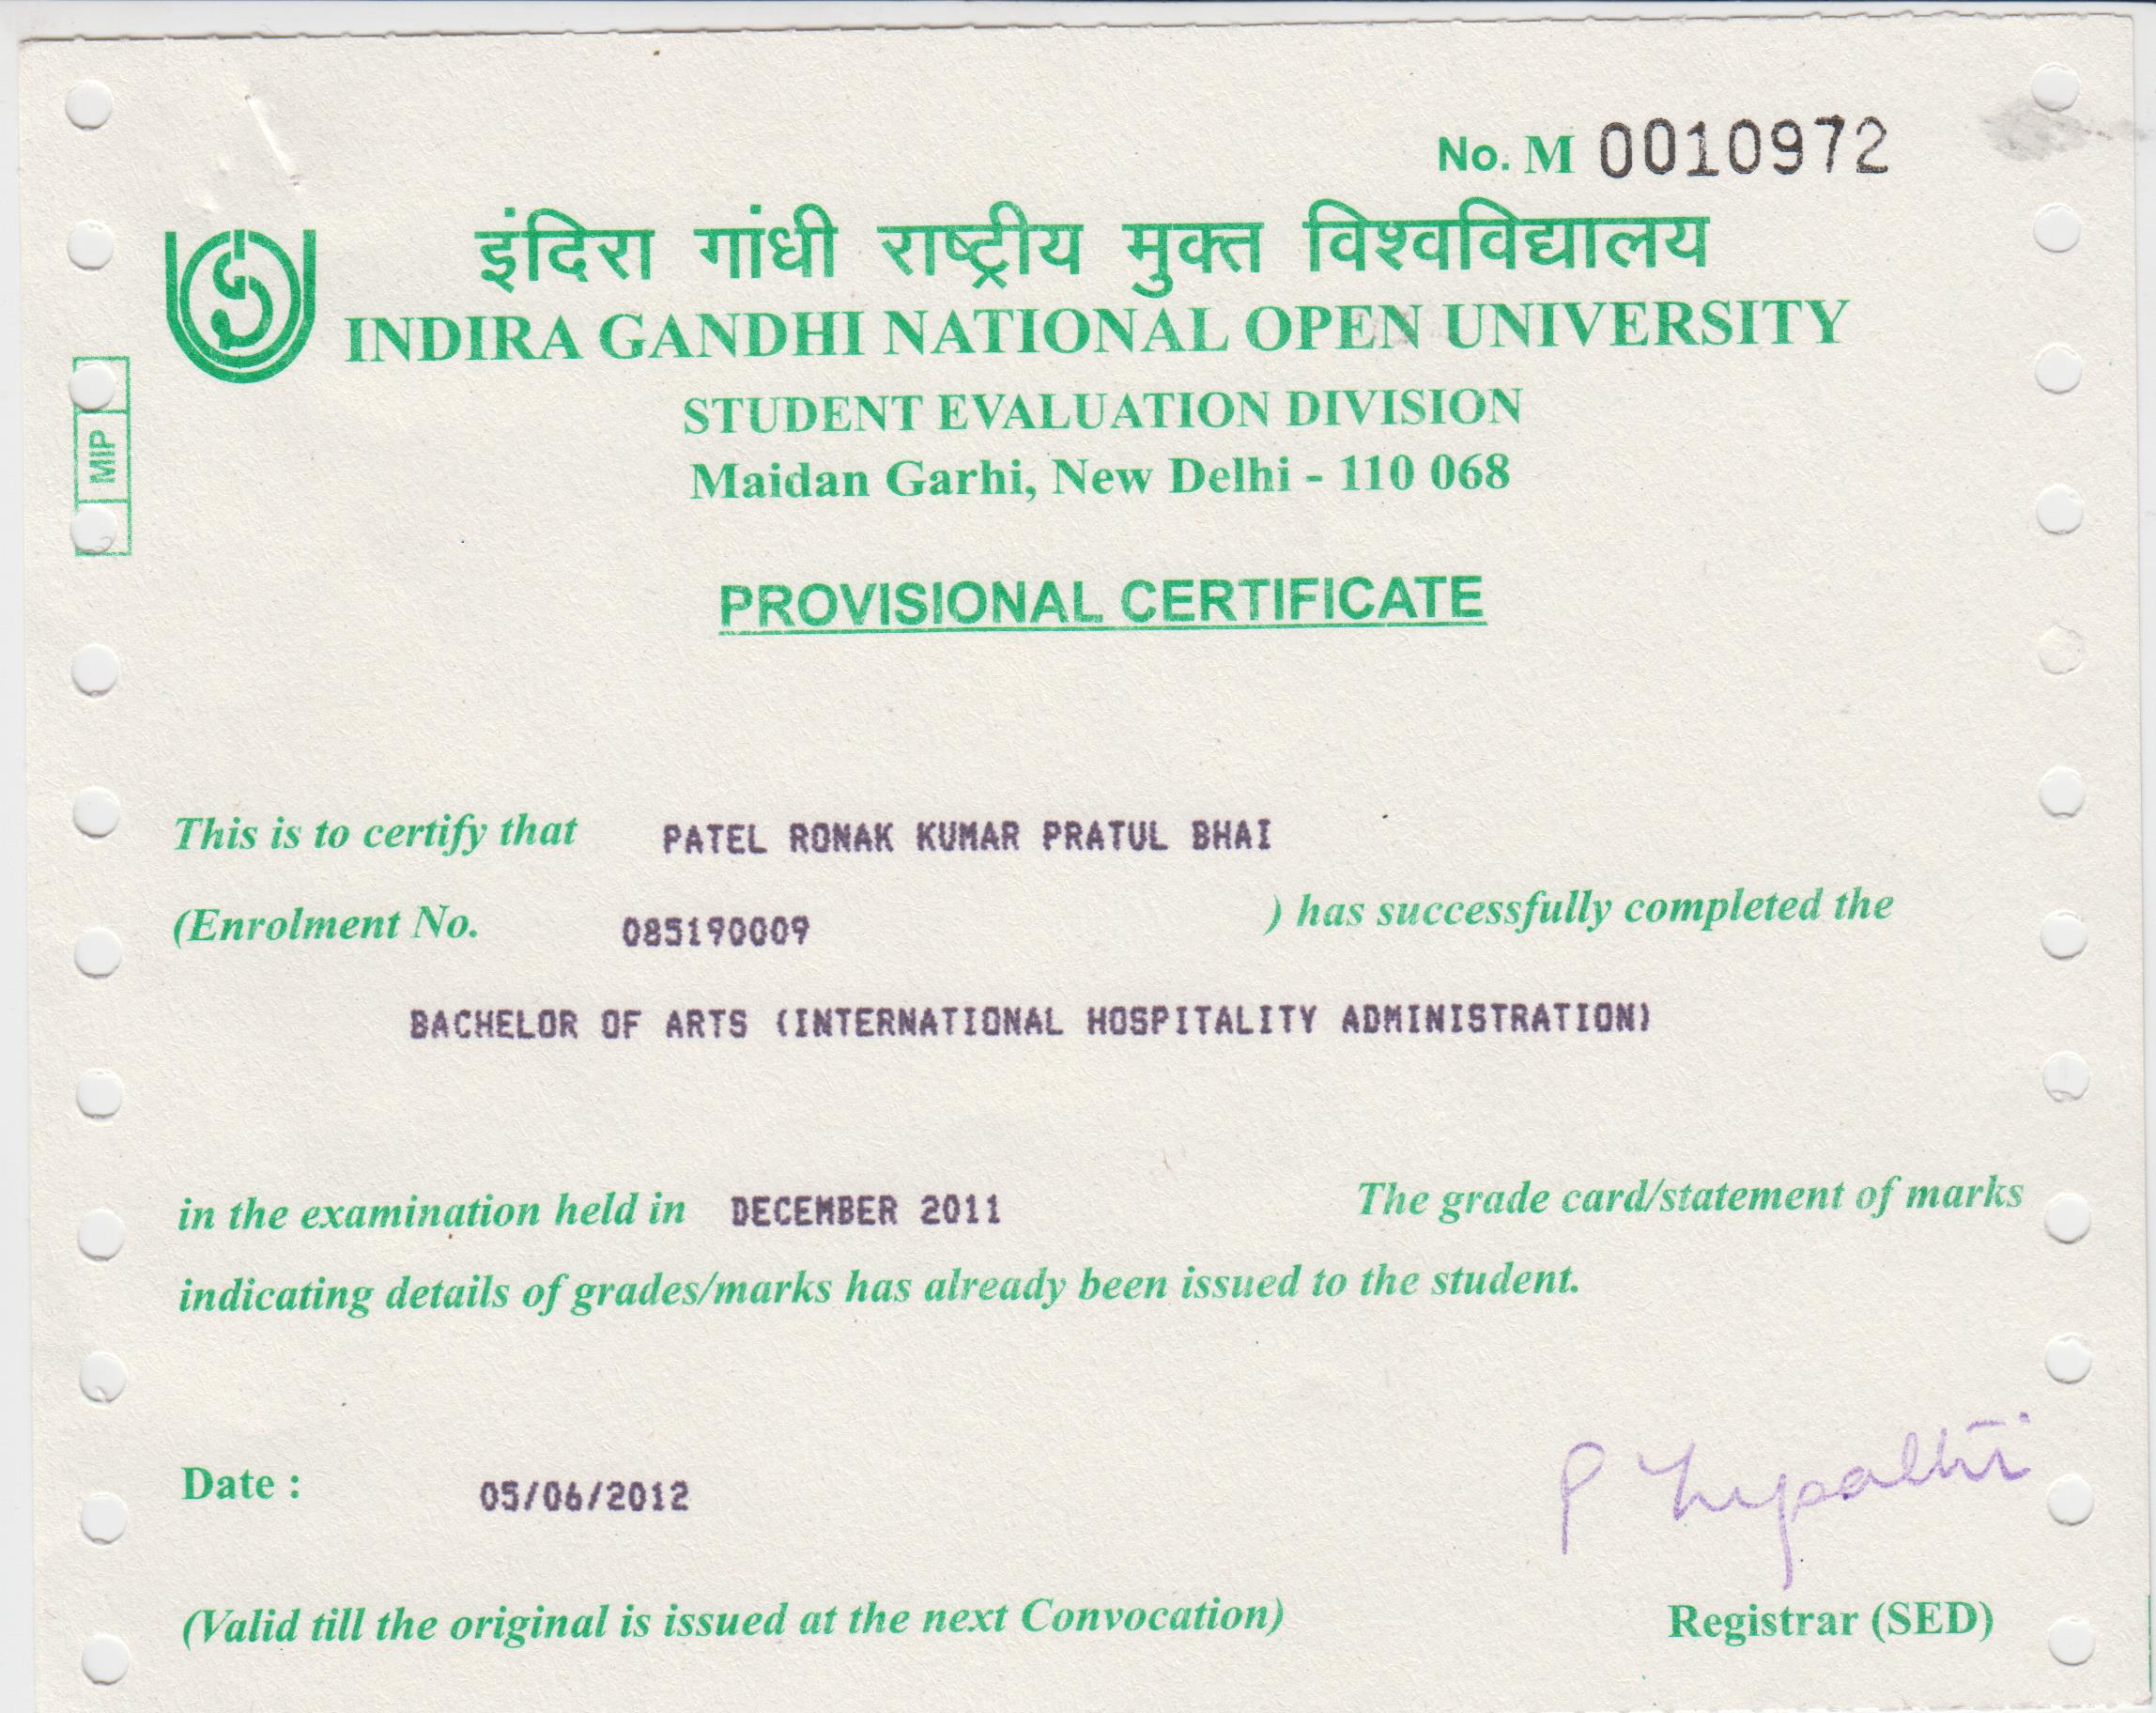 No. M 0010972
इंदिरा गांधी राष्ट्रीय मुक्त विश्वविद्यालय
INDIRA GANDHI NATIONAL OPEN UNIVERSITY
STUDENT EVALUATION DIVISION
Maidan Garhi, New Delhi - 110 068
MIP
PROVISIONAL CERTIFICATE
This is to certify that PATEL RONAK KUMAR PRATUL BHAI
(Enrolment No. 085190009 ) has successfully completed the
BACHELOR OF ARTS (INTERNATIONAL HOSPITALITY ADMINISTRATION)
in the examination held in DECEMBER 2011 The grade card/statement of marks
indicating details of grades/marks has already been issued to the student.
Date : 05/06/2012
(Valid till the original is issued at the next Convocation) Registrar (SED)